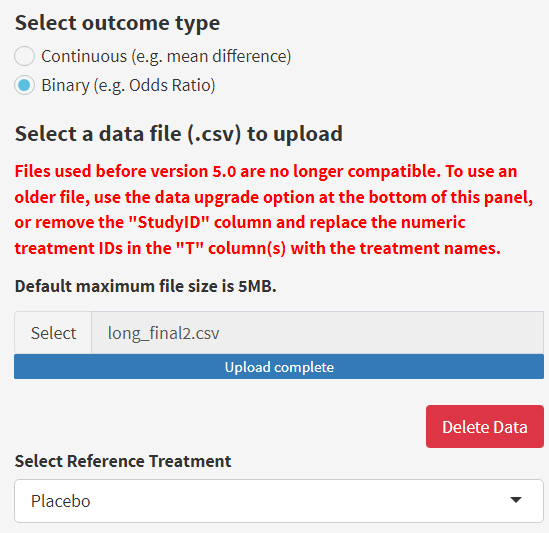 Select outcome type
Continuous (e.g. mean difference)
Binary (e.g. Odds Ratio)
Select a data file (.csv) to upload
Files used before version 5.0 are no longer compatible. To use an
older file, use the data upgrade option at the bottom of this panel,
or remove the "StudyID" column and replace the numeric
treatment IDs in the "T" column(s) with the treatment names.
Default maximum file size is 5MB.
Select long_final2.csv
Upload complete
Delete Data
Select Reference Treatment
Placebo